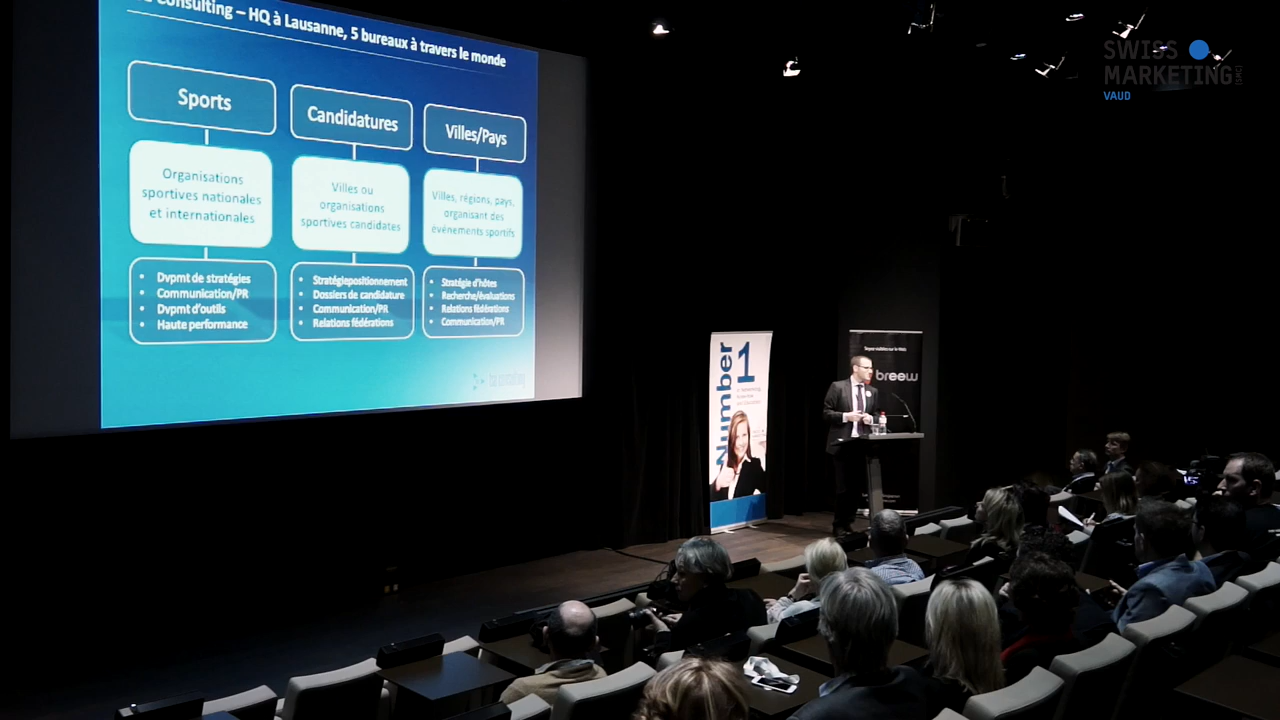 Consulting – HQ à Lausanne, 5 bureaux à travers le monde
Sports
Organisations
sportives nationales
et internationales
• Dvpmt de stratégies
• Communication/PR
• Dvpmt d'outils
• Haute performance
Candidatures
Villes ou
organisations
sportives candidates
• Stratégiepositionnement
• Dossiers de candidature
• Communication/PR
• Relations fédérations
Villes/Pays
Villes, régions, pays,
organisant des
événements sportifs
• Stratégie d'hôtes
• Recherche/évaluations
• Relations fédérations
• Communication/PR
Number 1
breew
SWISS
MARKETING
VAUD